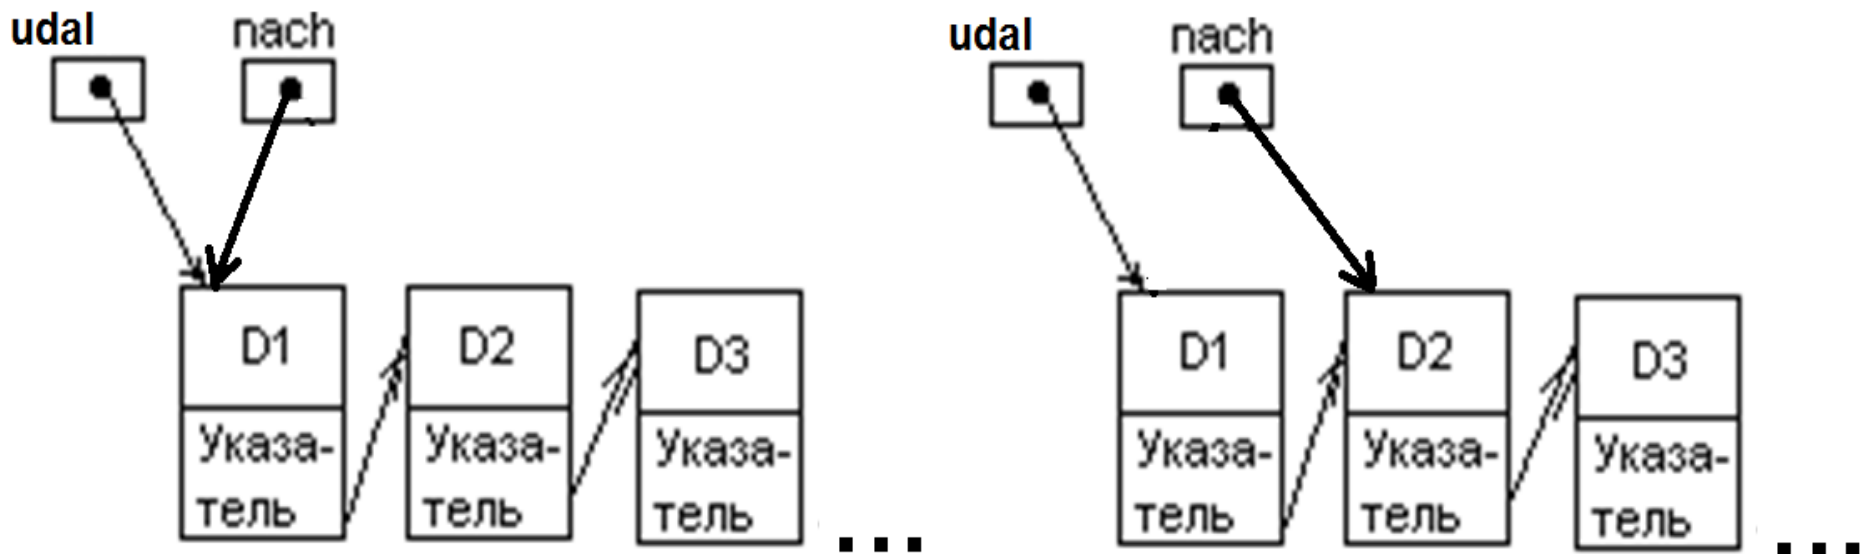 udal nach
D1 D2 D3
Указа- Указа- Указа-
тель тель тель
...
udal nach
D1 D2 D3
Указа- Указа- Указа-
тель тель тель
...